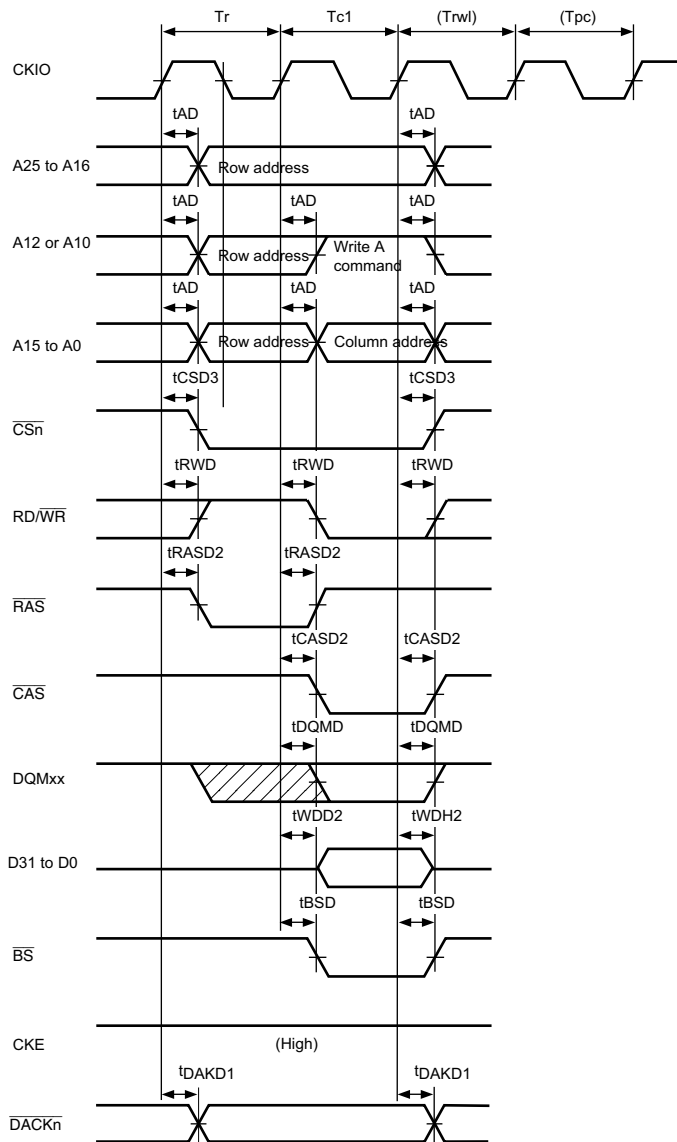 Tr Tc1 (Trwl) (Tpc)
CKIO
tAD tAD
A25 to A16 Row address
tAD tAD tAD
A12 or A10 Row address Write A command
tAD tAD tAD
A15 to A0 Row address Column address
tCSD3 tCSD3
CSn
tRWD tRWD tRWD
RD/WR
tRASD2 tRASD2
RAS
tCASD2 tCASD2
CAS
tDQMD tDQMD
DQMxx
tWDD2 tWDH2
D31 to D0
tBSD tBSD
BS
CKE (High)
tDAKD1 tDAKD1
DACKn